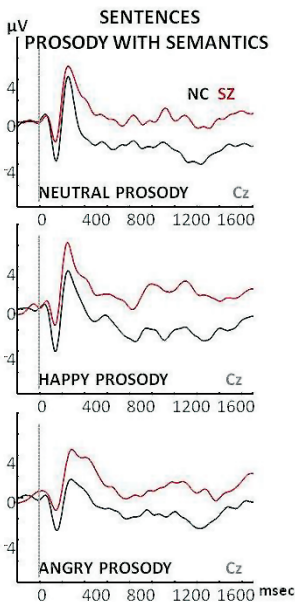 SENTENCES
µV PROSODY WITH SEMANTICS
4
NC SZ
0
-4
NEUTRAL PROSODY Cz
0 400 800 1200 1600
4
0
-4
HAPPY PROSODY Cz
0 400 800 1200 1600
4
0
-4
ANGRY PROSODY Cz
0 400 800 1200 1600 msec